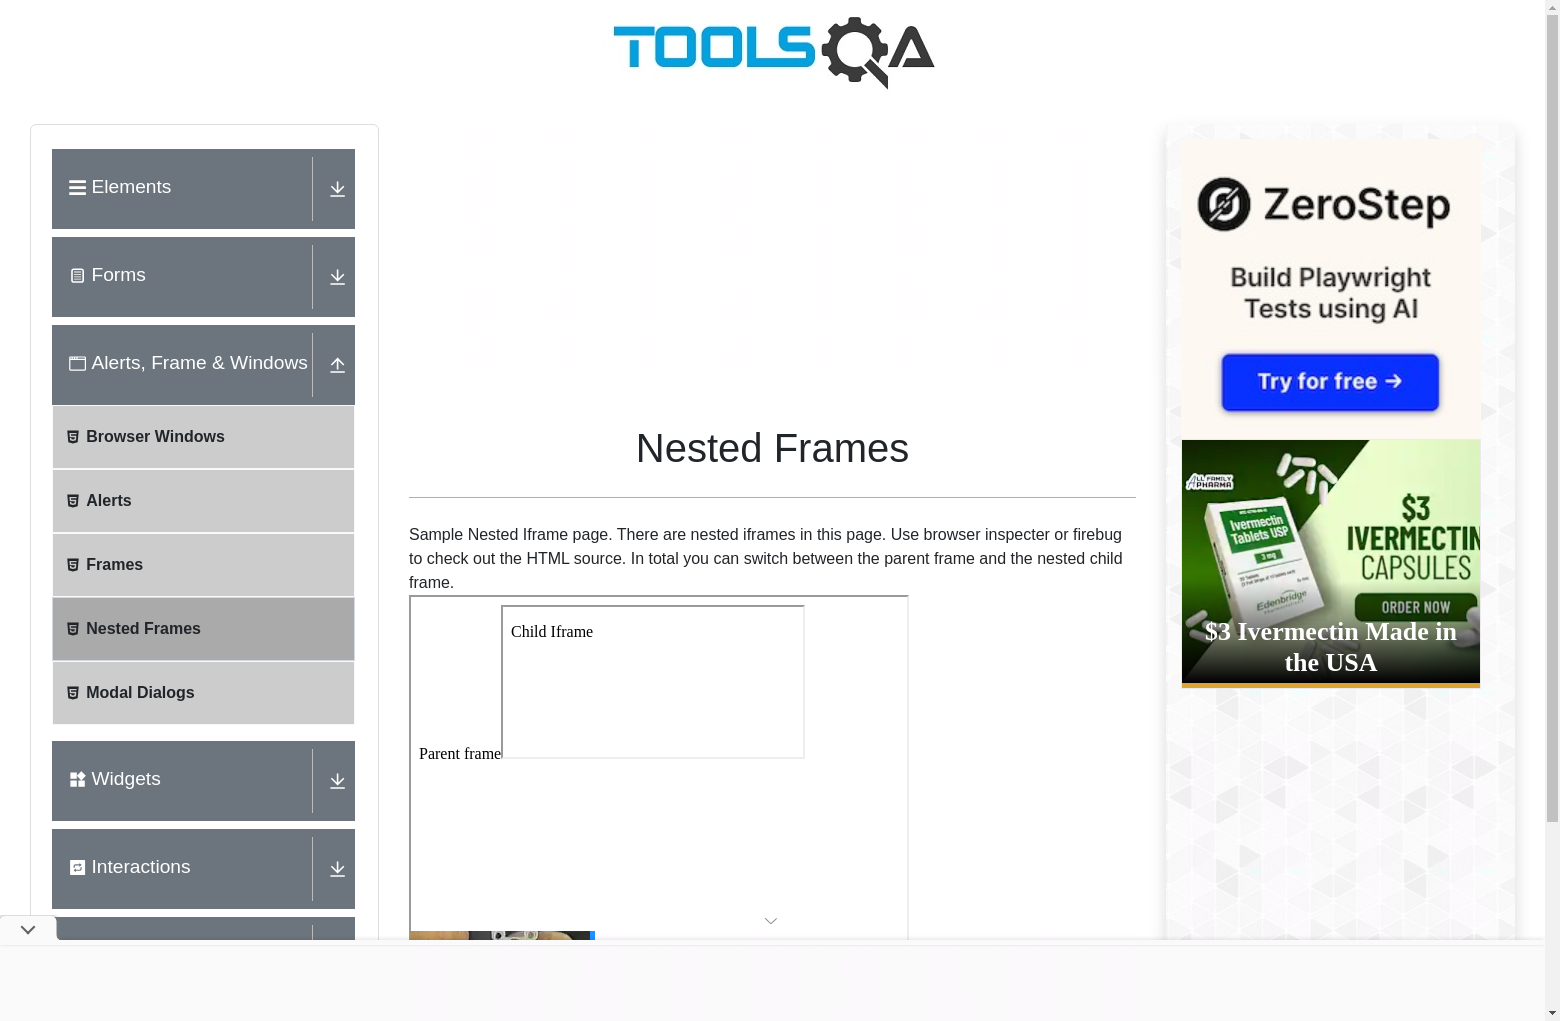 TOOLSQA
Elements
Forms
Alerts, Frame & Windows
Browser Windows
Alerts
Frames
Nested Frames
Modal Dialogs
Widgets
Interactions
Nested Frames
Sample Nested Iframe page. There are nested iframes in this page. Use browser inspecter or firebug
to check out the HTML source. In total you can switch between the parent frame and the nested child
frame.
Child Iframe
Parent frame
ZeroStep
Build Playwright
Tests using AI
Try for free →
ALL FAMILY
PHARMA
Ivermectin
Tablets USP
3 mg
Edenbridge
$3
IVERMECTIN
CAPSULES
ORDER NOW
$3 Ivermectin Made in
the USA